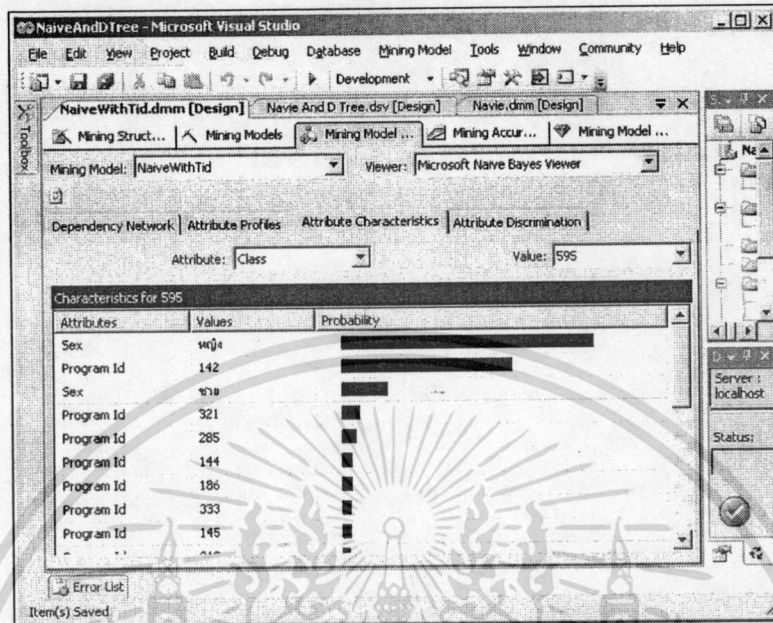 NaiveAndDTree - Microsoft Visual Studio
File Edit View Project Build Debug Database Mining Model Tools Window Community Help
Development
Toolbox
NaiveWithTid.dmm [Design] Navie And D Tree.dsv [Design] Navie.dmm [Design]
Mining Struct... Mining Models Mining Model ... Mining Accur... Mining Model ...
Mining Model: NaiveWithTid Viewer: Microsoft Naive Bayes Viewer
Dependency Network Attribute Profiles Attribute Characteristics Attribute Discrimination
Attribute: Class Value: 595
Characteristics for 595
Attributes Values Probability
Sex หญิง
Program Id 142
Sex ชาย
Program Id 321
Program Id 285
Program Id 144
Program Id 186
Program Id 333
Program Id 145
Na
Server :
localhost
Status:
Error List
Item(s) Saved